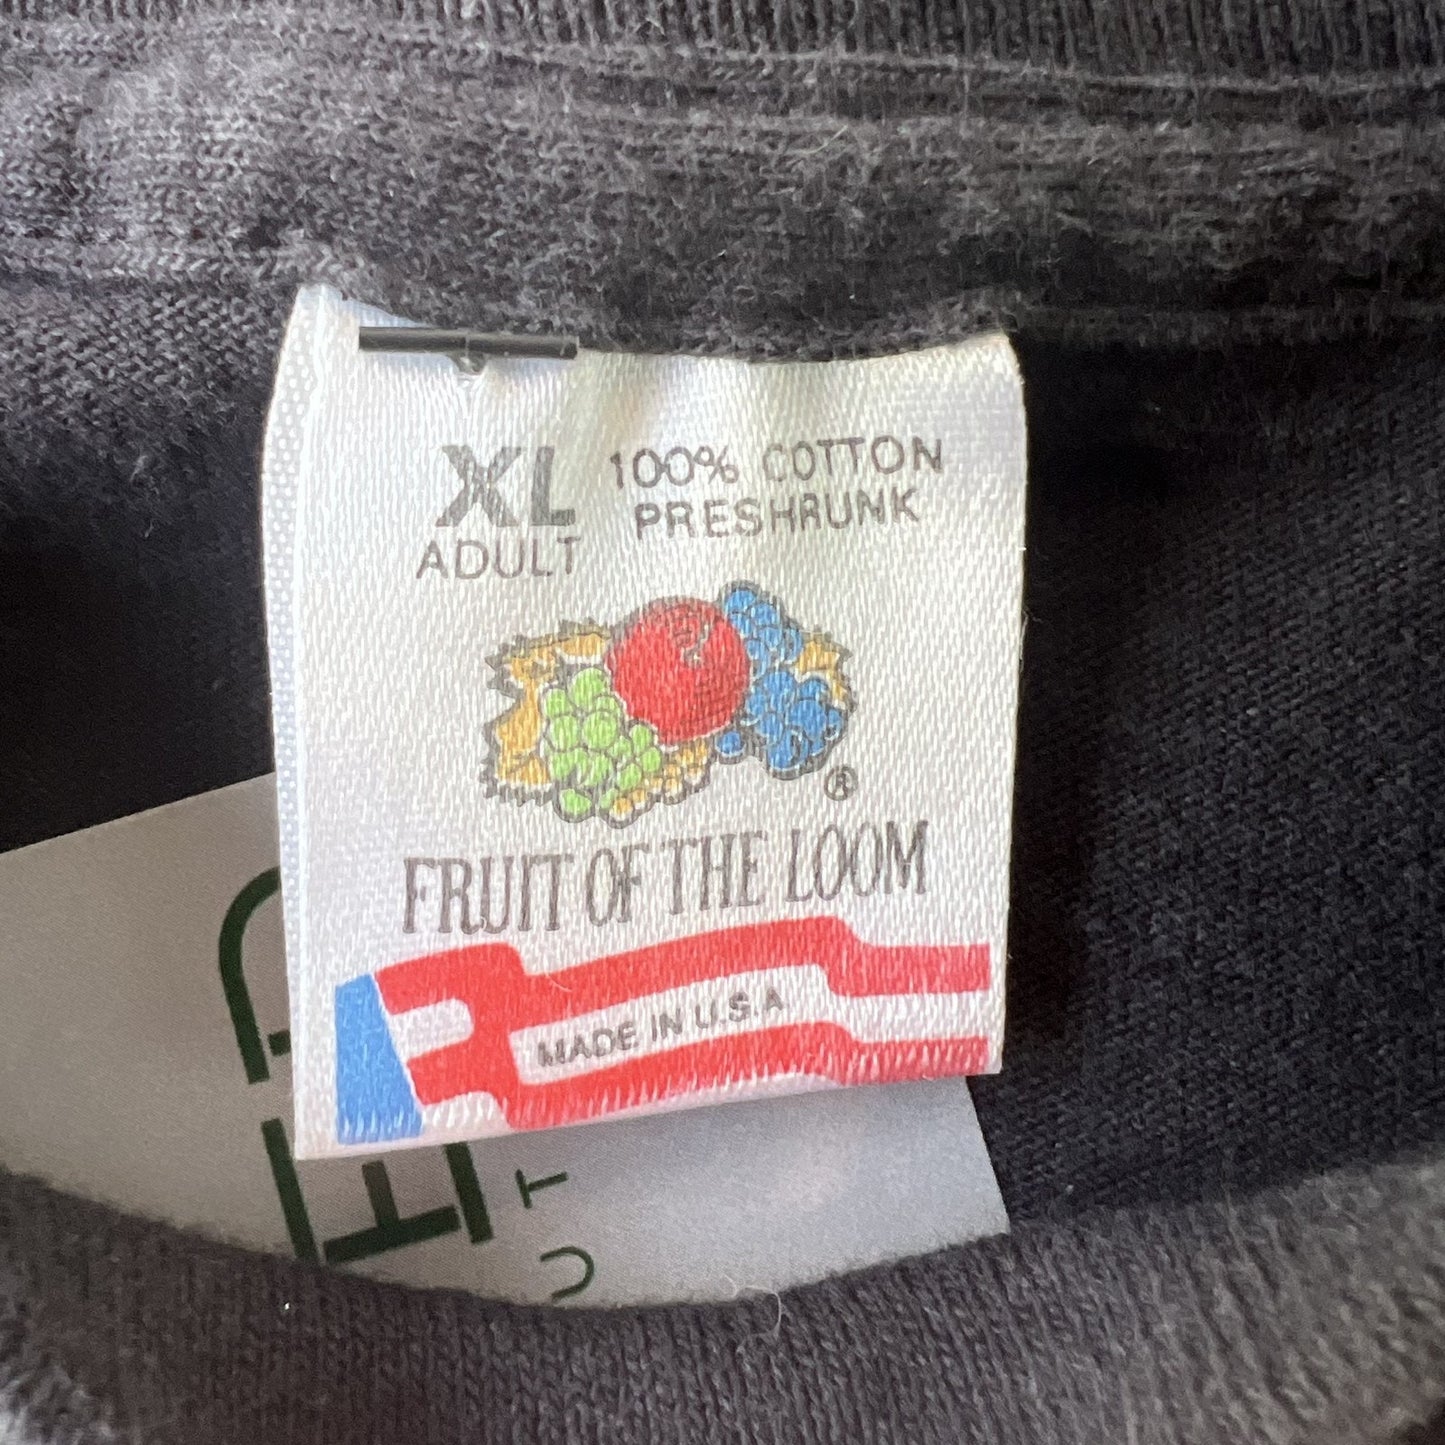 XL
ADULT
100% COTTON
PRESHRUNK
®
FRUIT OF THE LOOM
MADE IN U.S.A.